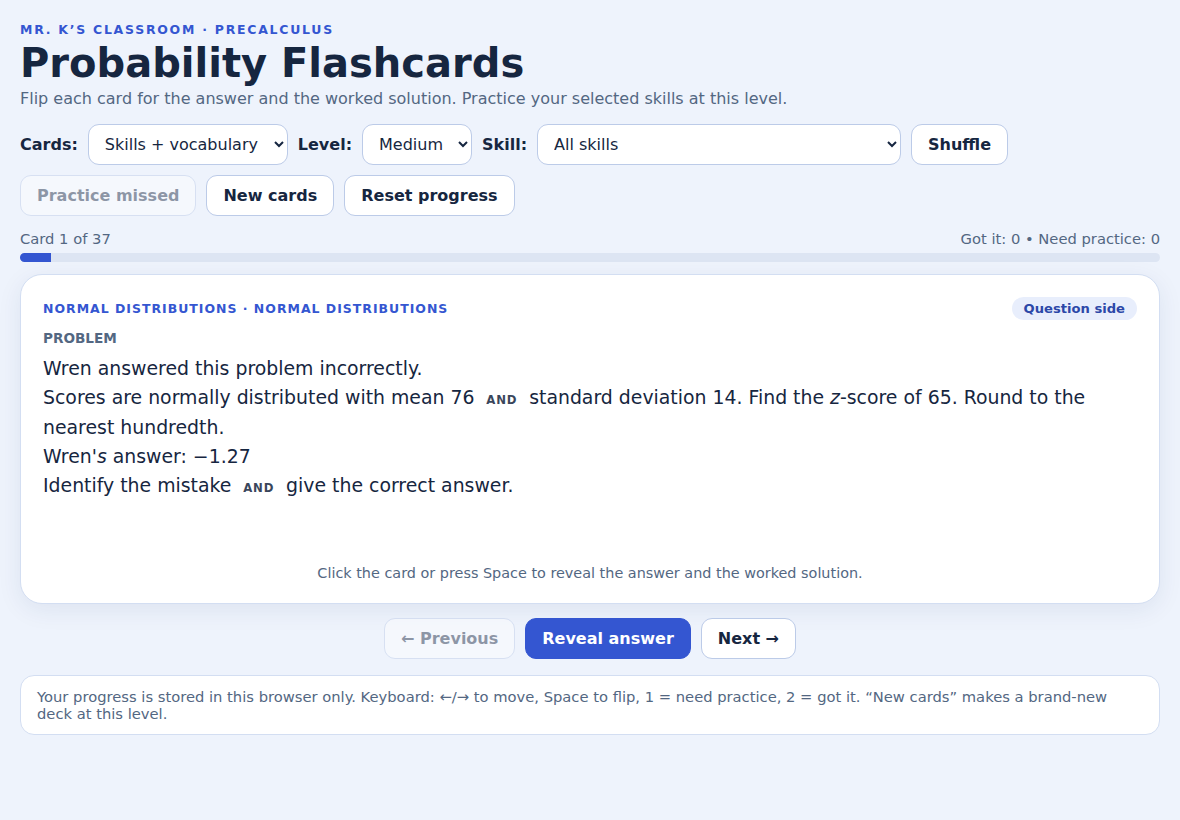 MR. K’S CLASSROOM · PRECALCULUS
Probability Flashcards
Flip each card for the answer and the worked solution. Practice your selected skills at this level.
Cards: Skills + vocabulary Level: Medium Skill: All skills Shuffle
Practice missed New cards Reset progress
Card 1 of 37 Got it: 0 • Need practice: 0
NORMAL DISTRIBUTIONS · NORMAL DISTRIBUTIONS Question side
PROBLEM
Wren answered this problem incorrectly.
Scores are normally distributed with mean 76 AND standard deviation 14. Find the z-score of 65. Round to the
nearest hundredth.
Wren's answer: −1.27
Identify the mistake AND give the correct answer.
Click the card or press Space to reveal the answer and the worked solution.
← Previous Reveal answer Next →
Your progress is stored in this browser only. Keyboard: ←/→ to move, Space to flip, 1 = need practice, 2 = got it. “New cards” makes a brand-new
deck at this level.